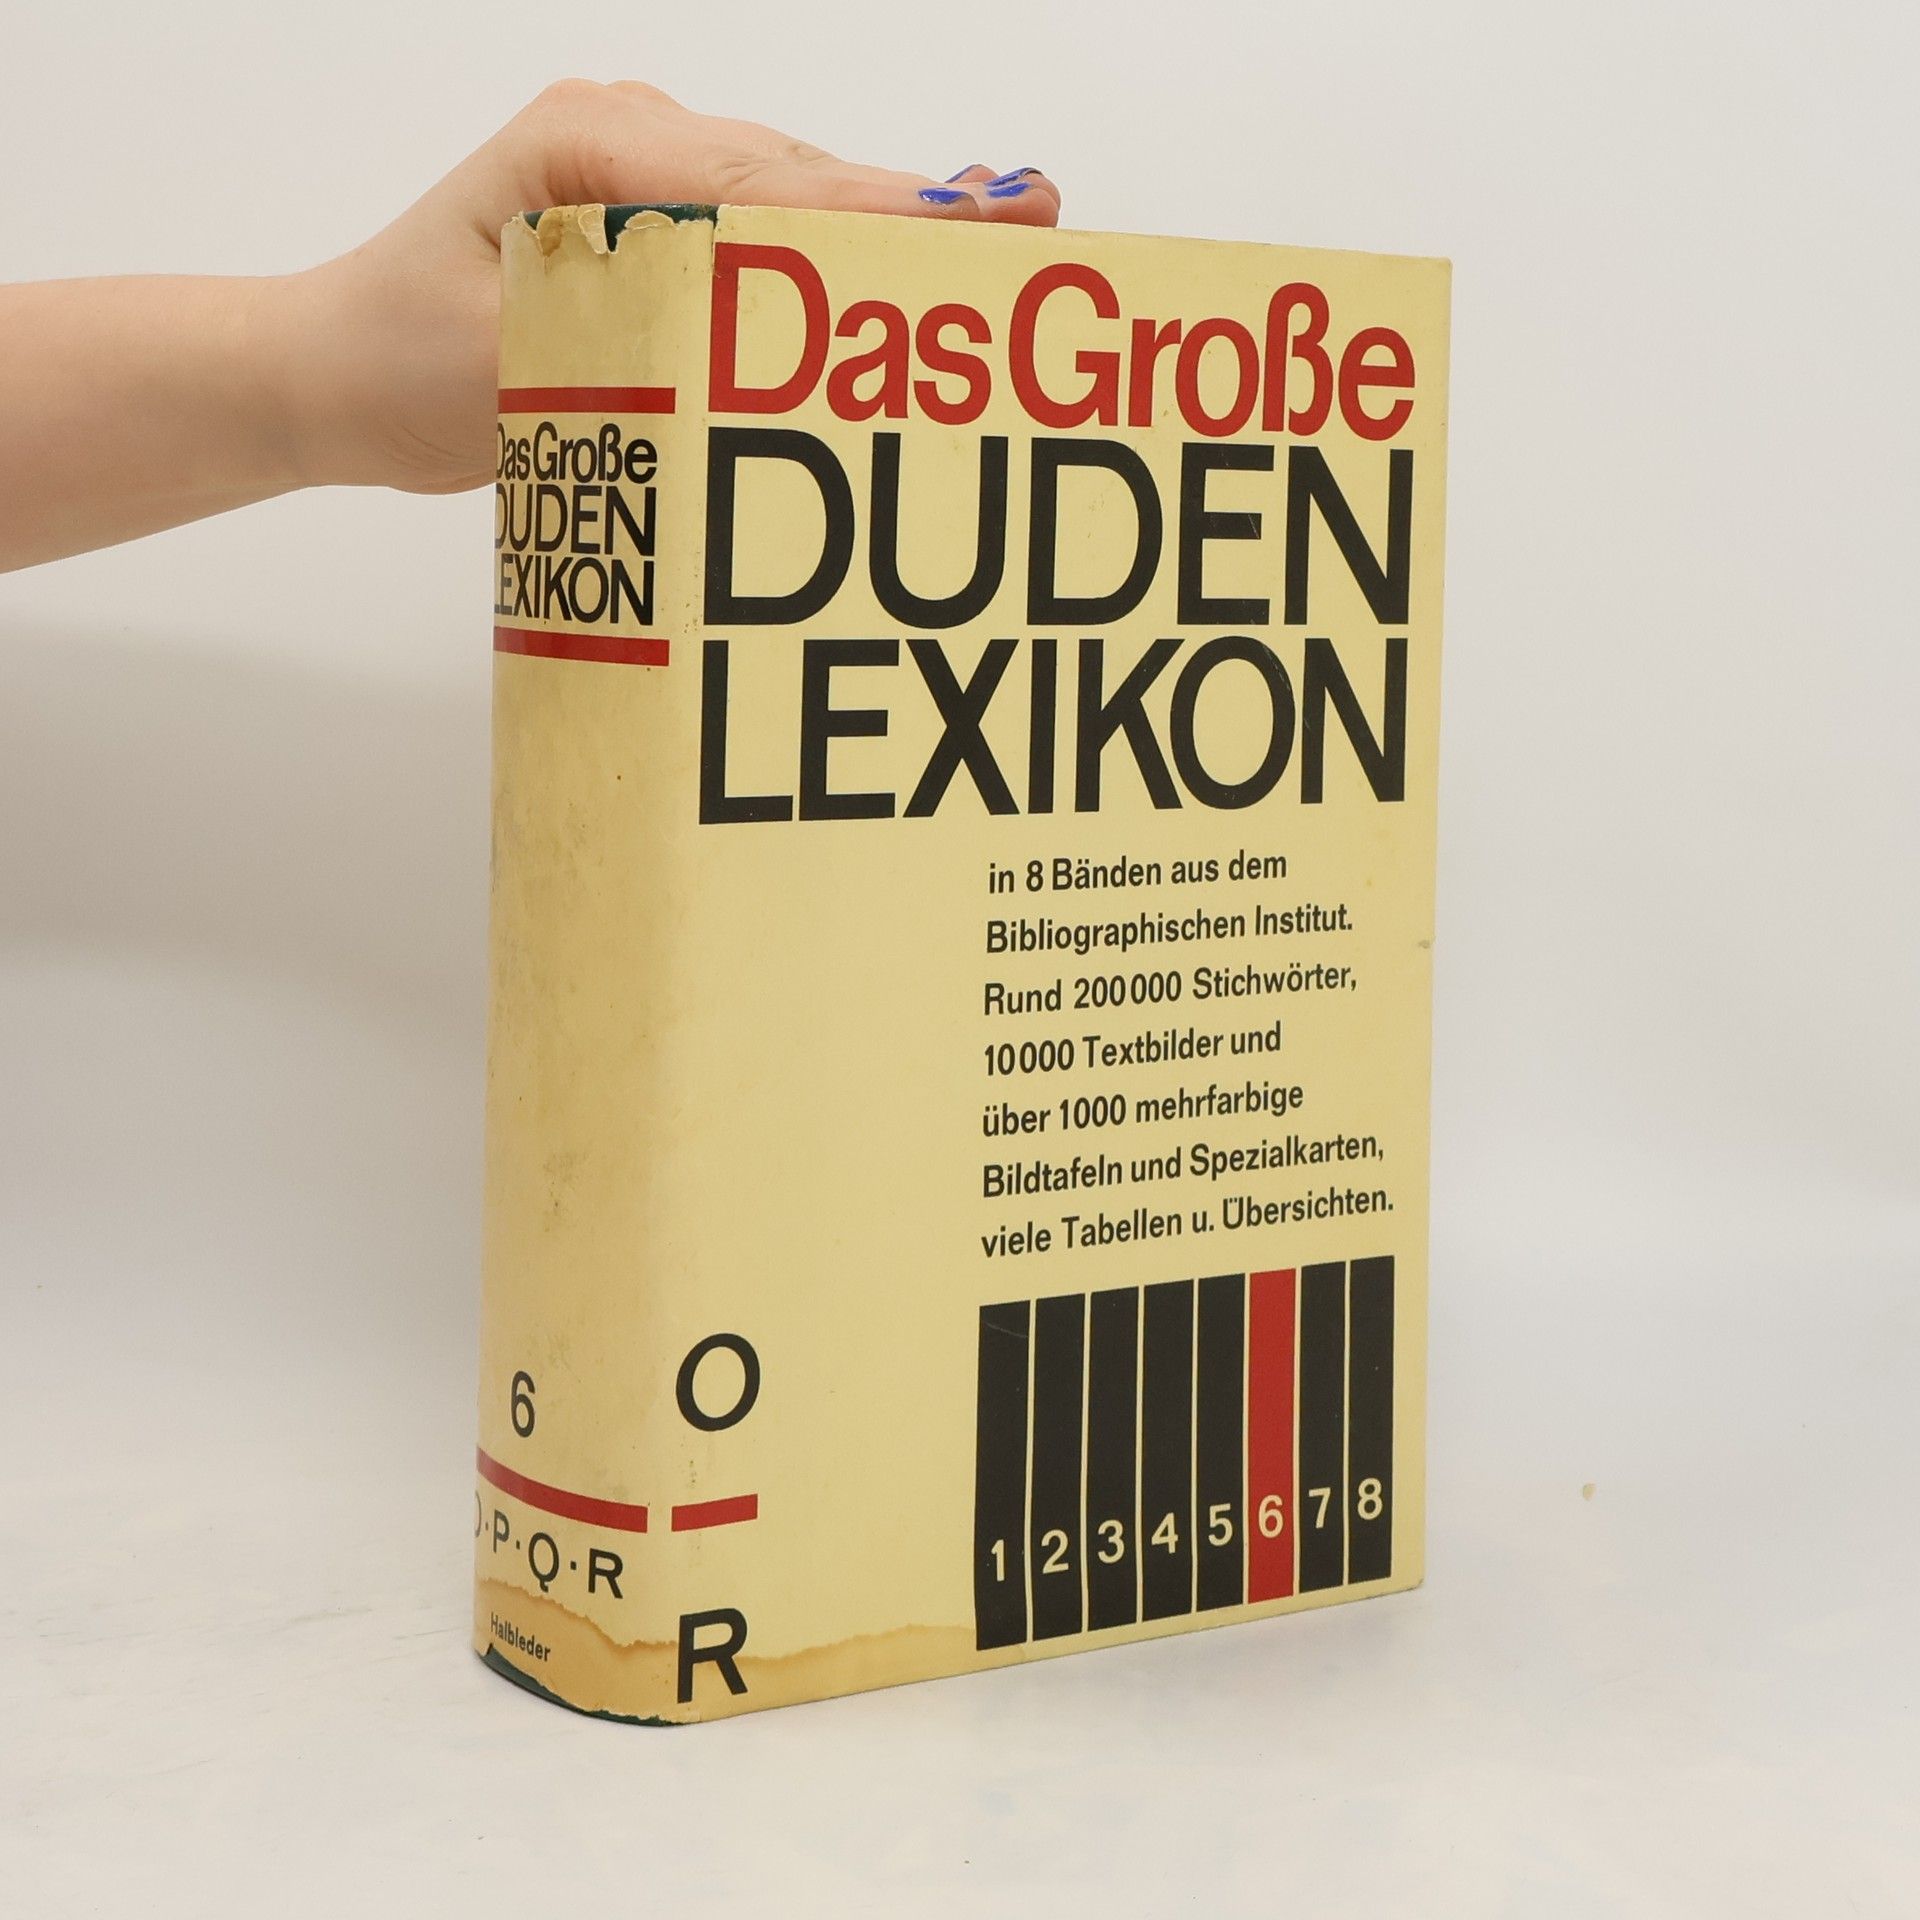 Das Große
DUDEN
LEXIKON
6
O·P·Q·R
Halbleder
Das Große
DUDEN
LEXIKON
in 8 Bänden aus dem
Bibliographischen Institut.
Rund 200000 Stichwörter,
10000 Textbilder und
über 1000 mehrfarbige
Bildtafeln und Spezialkarten,
viele Tabellen u. Übersichten.
O
—
R
1 2 3 4 5 6 7 8